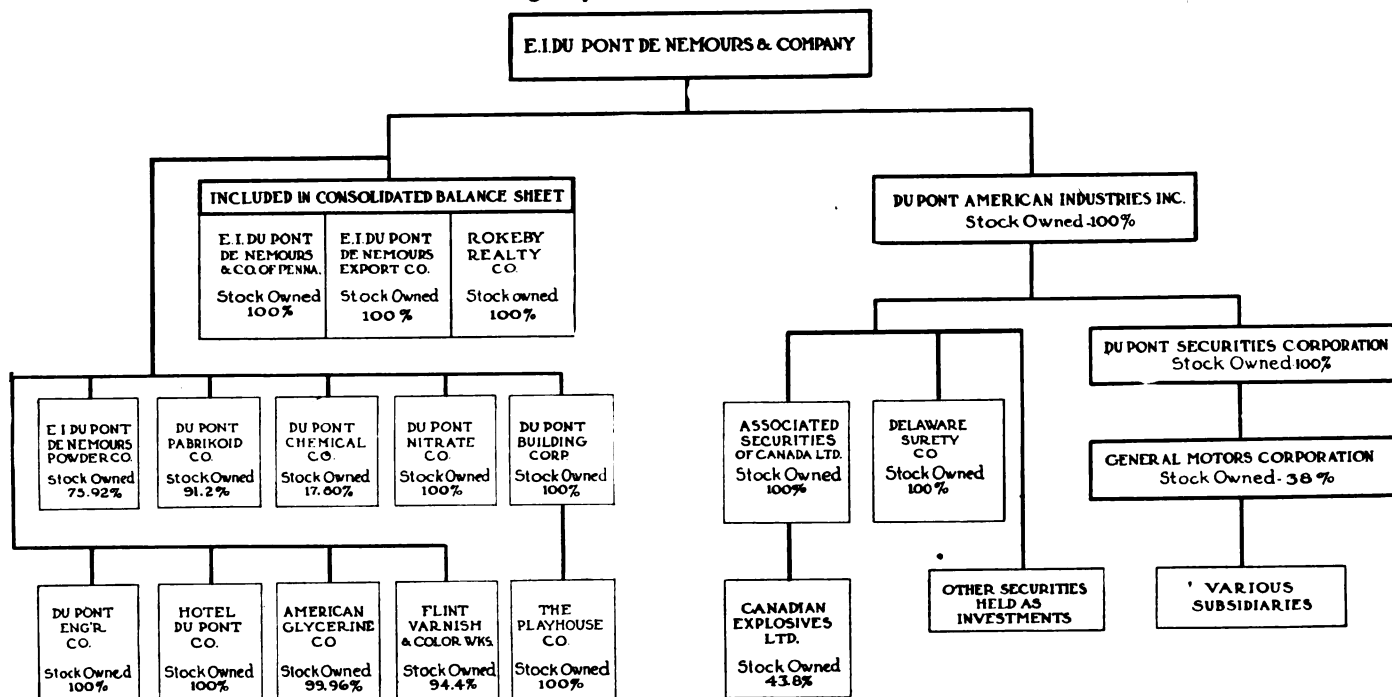 E.I.DU PONT DE NEMOURS & COMPANY
INCLUDED IN CONSOLIDATED BALANCE SHEET
E.I.DU PONT
DE NEMOURS
& CO.OF PENNA.
Stock Owned
100%
E.I.DU PONT
DE NEMOURS
EXPORT CO.
Stock Owned
100%
ROKEBY
REALTY
CO.
Stock owned
100%
DU PONT AMERICAN INDUSTRIES INC.
Stock Owned-100%
DU PONT SECURITIES CORPORATION
Stock Owned-100%
GENERAL MOTORS CORPORATION
Stock Owned- 38%
E I DU PONT
DE NEMOURS
POWDER CO.
Stock Owned
75.92%
DU PONT
PABRIKOID
CO.
Stock Owned
91.2%
DU PONT
CHEMICAL
CO.
Stock Owned
17.60%
DU PONT
NITRATE
CO.
Stock Owned
100%
DU PONT
BUILDING
CORP.
Stock Owned
100%
ASSOCIATED
SECURITIES
OF CANADA LTD.
Stock Owned
100%
DELAWARE
SURETY
CO
Stock Owned
100%
DU PONT
ENG'R
CO.
Stock Owned
100%
HOTEL
DU PONT
CO.
Stock Owned
100%
AMERICAN
GLYCERINE
CO
Stock Owned
99.96%
FLINT
VARNISH
& COLOR WKS.
Stock Owned
94.4%
THE
PLAYHOUSE
CO.
Stock Owned
100%
CANADIAN
EXPLOSIVES
LTD.
Stock Owned
43.8%
OTHER SECURITIES
HELD AS
INVESTMENTS
VARIOUS
SUBSIDIARIES